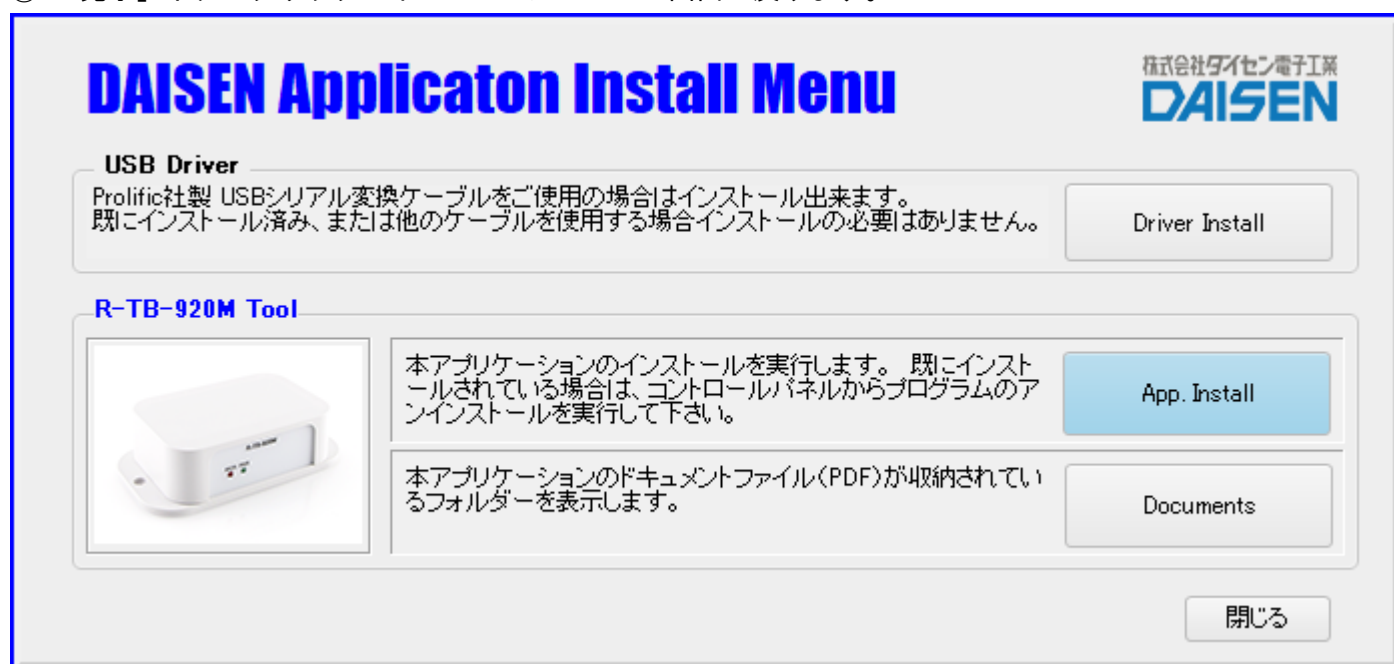 DAISEN Applicaton Install Menu
株式会社ダイセン電子工業
DAISEN
USB Driver
Prolific社製 USBシリアル変換ケーブルをご使用の場合はインストール出来ます。
既にインストール済み、または他のケーブルを使用する場合インストールの必要はありません。
Driver Install
R-TB-920M Tool
本アプリケーションのインストールを実行します。 既にインスト
ールされている場合は、コントロールパネルからプログラムのア
ンインストールを実行して下さい。
App. Install
本アプリケーションのドキュメントファイル(PDF)が収納されてい
るフォルダーを表示します。
Documents
閉じる